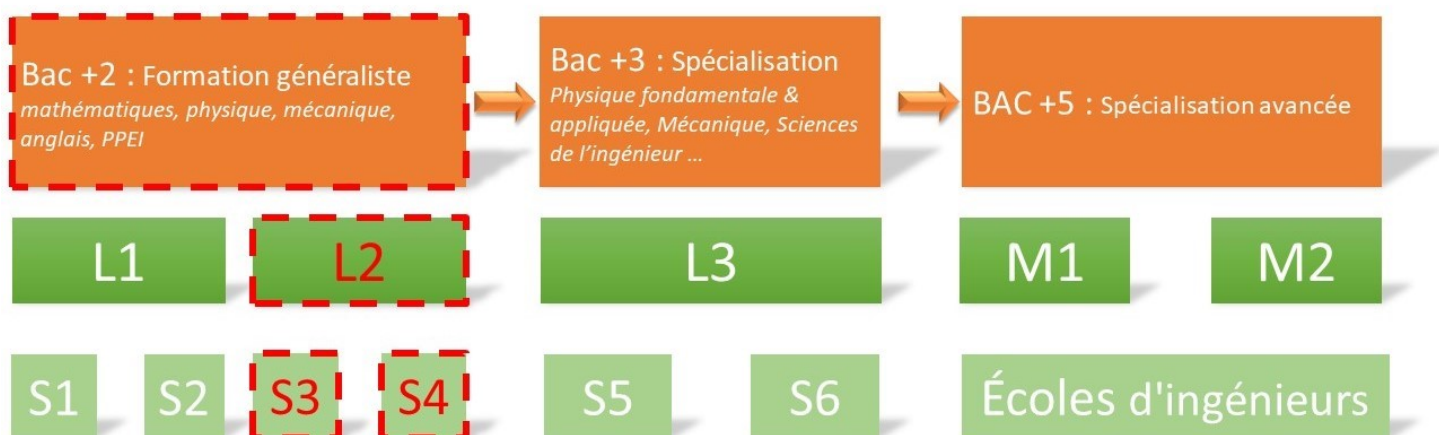 Bac +2 : Formation généraliste
mathématiques, physique, mécanique,
anglais, PPEI
Bac +3 : Spécialisation
Physique fondamentale &
appliquée, Mécanique, Sciences
de l'ingénieur ...
BAC +5 : Spécialisation avancée
L1
L2
L3
M1
M2
S1
S2
S3
S4
S5
S6
Écoles d'ingénieurs